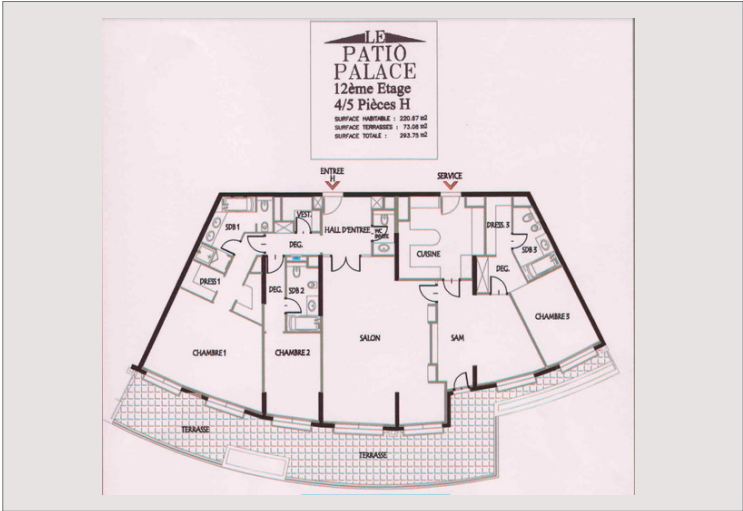 LE
PATIO
PALACE
12ème Etage
4/5 Pièces H
SURFACE HABITABLE : 220.67 m2
SURFACE TERRASSES : 73.08 m2
SURFACE TOTALE : 293.75 m2
ENTREE
H
SERVICE
SDB 1
VEST.
HALL D'ENTREE
WC
CUISINE
DRESS. 3
SDB 3
DEG.
DRESS 1
DEG.
SDB 2
DEG.
CHAMBRE 1
CHAMBRE 2
SALON
SAM
CHAMBRE 3
TERRASSE
TERRASSE